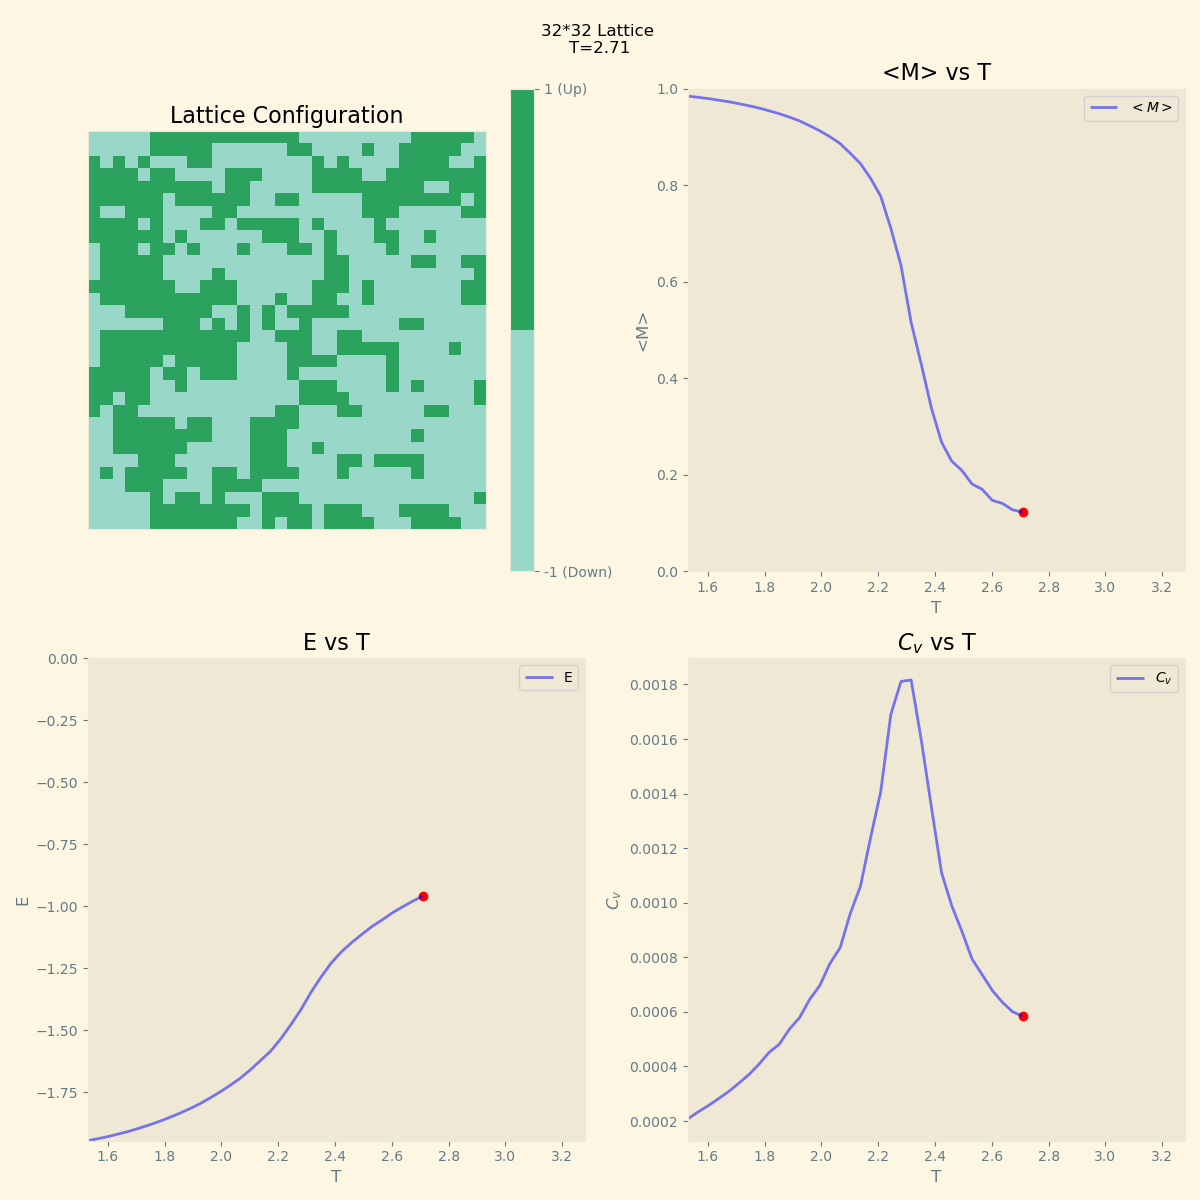 32*32 Lattice
T=2.71
Lattice Configuration
1 (Up)
-1 (Down)
<M> vs T
<M>
1.0
0.8
0.6
0.4
0.2
0.0
<M>
1.6 1.8 2.0 2.2 2.4 2.6 2.8 3.0 3.2
T
E vs T
E
0.00
−0.25
−0.50
−0.75
−1.00
−1.25
−1.50
−1.75
E
1.6 1.8 2.0 2.2 2.4 2.6 2.8 3.0 3.2
T
Cv vs T
Cv
0.0018
0.0016
0.0014
0.0012
0.0010
0.0008
0.0006
0.0004
0.0002
Cv
1.6 1.8 2.0 2.2 2.4 2.6 2.8 3.0 3.2
T